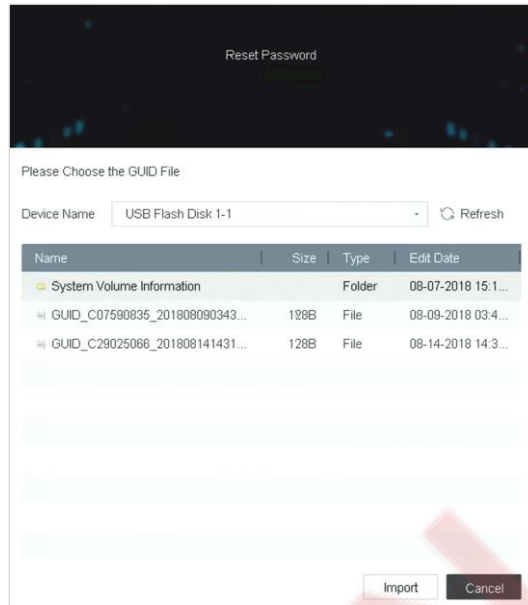 Reset Password
Please Choose the GUID File
Device Name USB Flash Disk 1-1 Refresh
Name Size Type Edit Date
System Volume Information Folder 08-07-2018 15:1...
GUID_C07590835_201808090343... 128B File 08-09-2018 03:4...
GUID_C29025066_201808141431... 128B File 08-14-2018 14:3...
Import Cancel